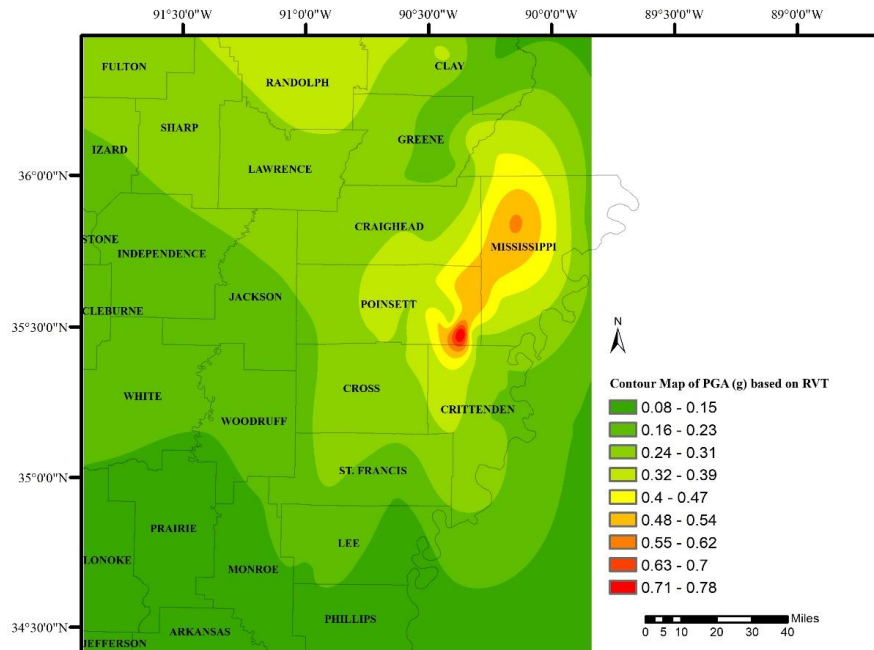 91°30'0"W 91°0'0"W 90°30'0"W 90°0'0"W 89°30'0"W 89°0'0"W
FULTON
CLAY
RANDOLPH
SHARP
GREENE
IZARD
LAWRENCE
36°0'0"N
CRAIGHEAD
STONE
MISSISSIPPI
INDEPENDENCE
JACKSON
POINSETT
CLEBURNE
35°30'0"N
N
Contour Map of PGA (g) based on RVT
CROSS
WHITE
CRITTENDEN
WOODRUFF
0.08 - 0.15
0.16 - 0.23
0.24 - 0.31
0.32 - 0.39
0.4 - 0.47
0.48 - 0.54
0.55 - 0.62
0.63 - 0.7
0.71 - 0.78
ST. FRANCIS
35°0'0"N
PRAIRIE
LEE
LONOKE
MONROE
PHILLIPS
ARKANSAS
34°30'0"N
JEFFERSON
Miles
0 5 10 20 30 40